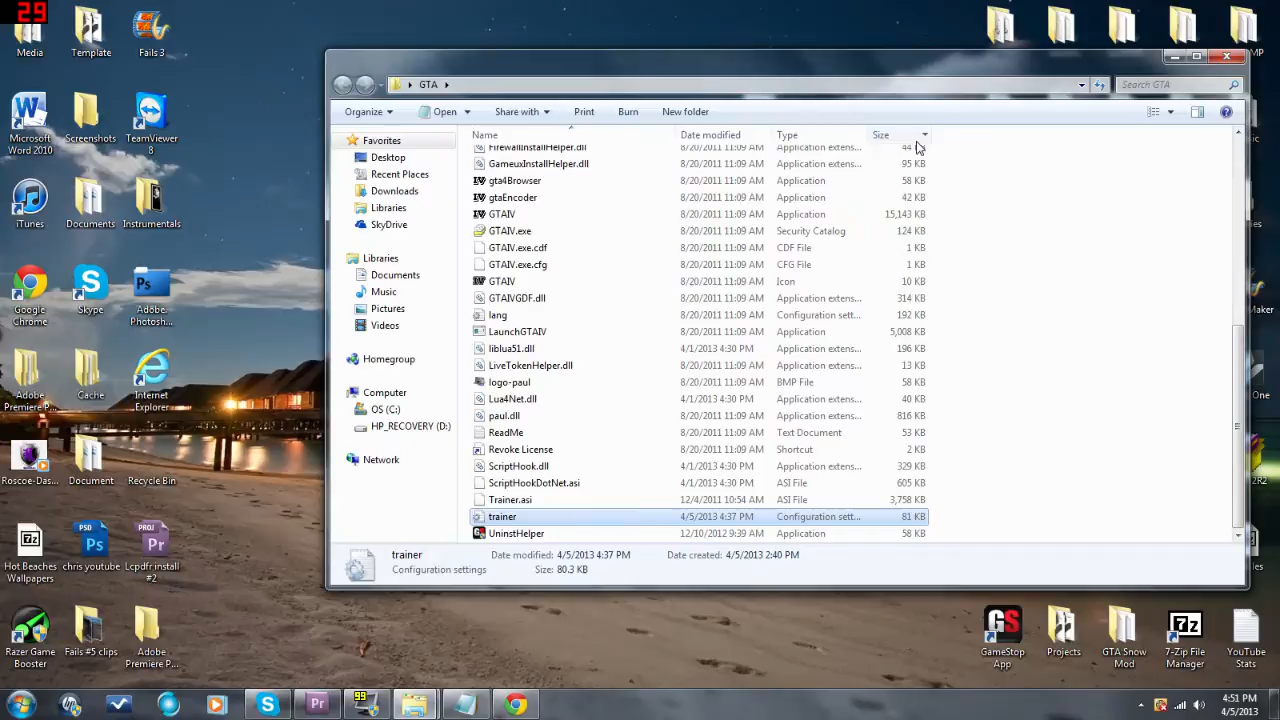 29
Media
Template
Fails 3
Microsoft
Word 2010
Screenshots
TeamViewer
8
iTunes
Documents
Instrumentals
Google
Chrome
Skype
Adobe
Photosh...
Adobe
Premiere P...
Cache
Internet
Explorer
Roscoe-Das...
Document
Recycle Bin
Hot Beaches
Wallpapers
PSD
chris youtube
PROJ
Lcpdfr install
#2
Razer Game
Booster
Fails #5 clips
Adobe
Premiere P...
GTA
Search GTA
Organize
Open
Share with
Print
Burn
New folder
Favorites
Desktop
Recent Places
Downloads
Libraries
SkyDrive
Libraries
Documents
Music
Pictures
Videos
Homegroup
Computer
OS (C:)
HP_RECOVERY (D:)
Network
Name Date modified Type Size
FirewallInstallHelper.dll 8/20/2011 11:09 AM Application extens... 44
GameuxInstallHelper.dll 8/20/2011 11:09 AM Application extens... 95 KB
gta4Browser 8/20/2011 11:09 AM Application 58 KB
gtaEncoder 8/20/2011 11:09 AM Application 42 KB
GTAIV 8/20/2011 11:09 AM Application 15,143 KB
GTAIV.exe 8/20/2011 11:09 AM Security Catalog 124 KB
GTAIV.exe.cdf 8/20/2011 11:09 AM CDF File 1 KB
GTAIV.exe.cfg 8/20/2011 11:09 AM CFG File 1 KB
GTAIV 8/20/2011 11:09 AM Icon 10 KB
GTAIVGDF.dll 8/20/2011 11:09 AM Application extens... 314 KB
lang 8/20/2011 11:09 AM Configuration sett... 192 KB
LaunchGTAIV 8/20/2011 11:09 AM Application 5,008 KB
liblua51.dll 4/1/2013 4:30 PM Application extens... 196 KB
LiveTokenHelper.dll 8/20/2011 11:09 AM Application extens... 13 KB
logo-paul 8/20/2011 11:09 AM BMP File 58 KB
Lua4Net.dll 4/1/2013 4:30 PM Application extens... 40 KB
paul.dll 8/20/2011 11:09 AM Application extens... 816 KB
ReadMe 8/20/2011 11:09 AM Text Document 53 KB
Revoke License 8/20/2011 11:09 AM Shortcut 2 KB
ScriptHook.dll 4/1/2013 4:30 PM Application extens... 329 KB
ScriptHookDotNet.asi 4/1/2013 4:30 PM ASI File 605 KB
Trainer.asi 12/4/2011 10:54 AM ASI File 3,758 KB
trainer 4/5/2013 4:37 PM Configuration sett... 81 KB
UninstHelper 12/10/2012 9:39 AM Application 58 KB
trainer Date modified: 4/5/2013 4:37 PM Date created: 4/5/2013 2:40 PM
Configuration settings Size: 80.3 KB
GS
GameStop
App
Projects
GTA Snow
Mod
7z
7-Zip File
Manager
YouTube
Stats
99
4:51 PM
4/5/2013